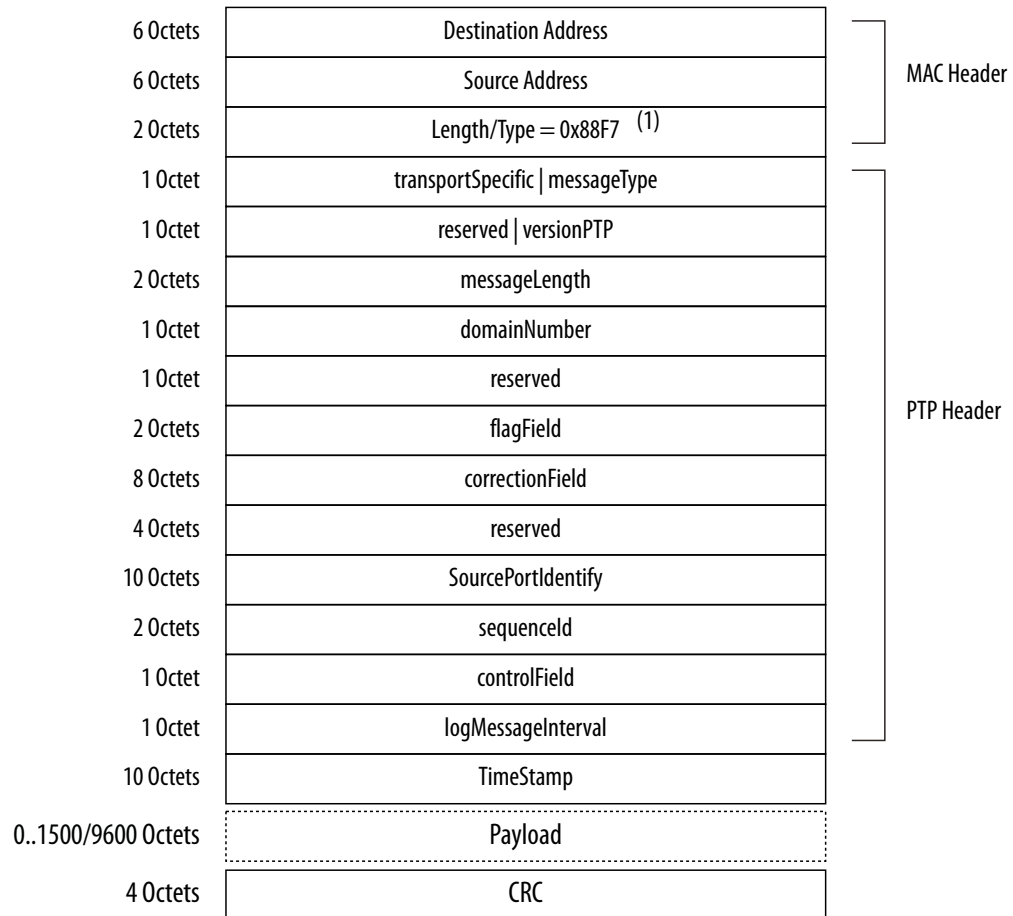 6 Octets Destination Address
6 Octets Source Address
MAC Header
2 Octets Length/Type = 0x88F7 (1)
1 Octet transportSpecific | messageType
1 Octet reserved | versionPTP
2 Octets messageLength
1 Octet domainNumber
1 Octet reserved
2 Octets flagField
PTP Header
8 Octets correctionField
4 Octets reserved
10 Octets SourcePortIdentify
2 Octets sequenceId
1 Octet controlField
1 Octet logMessageInterval
10 Octets TimeStamp
0..1500/9600 Octets Payload
4 Octets CRC